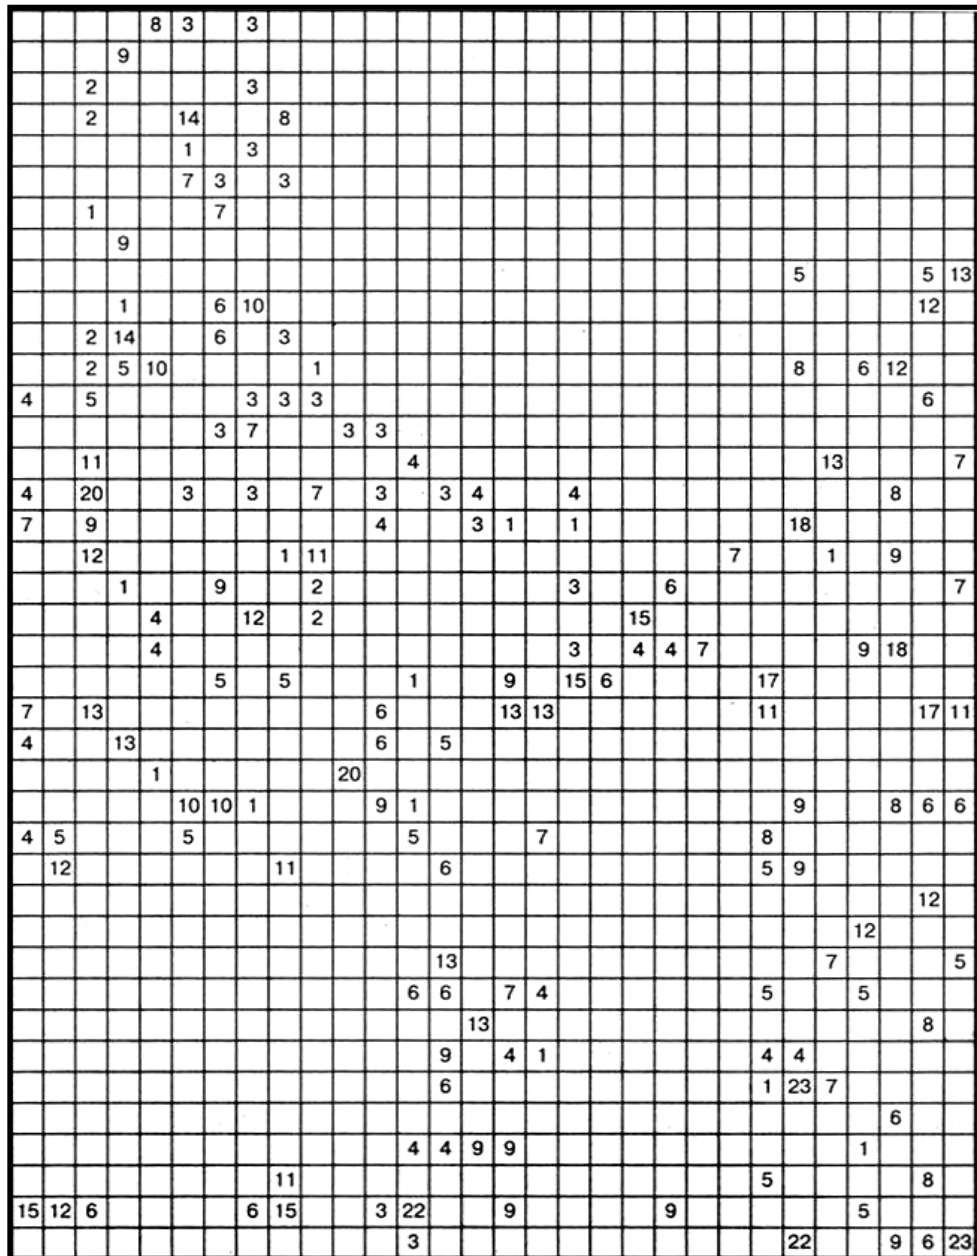 8 3 3
9
2 3
2 14 8
1 3
7 3 3
1 7
9
5 5 13
1 6 10 12
2 14 6 3
2 5 10 1 8 6 12
4 5 3 3 3 6
3 7 3 3
11 4 13 7
4 20 3 3 7 3 3 4 4 8
7 9 4 3 1 1 18
12 1 11 7 1 9
1 9 2 3 6 7
4 12 2 15
4 3 4 4 7 9 18
5 5 1 9 15 6 17
7 13 6 13 13 11 17 11
4 13 6 5
1 20
10 10 1 9 1 9 8 6 6
4 5 5 5 7 8
12 11 6 5 9
12
12
13 7 5
6 6 7 4 5 5
13 8
9 4 1 4 4
6 1 23 7
6
4 4 9 9 1
11 5 8
15 12 6 6 15 3 22 9 9 5
3 22 9 6 23